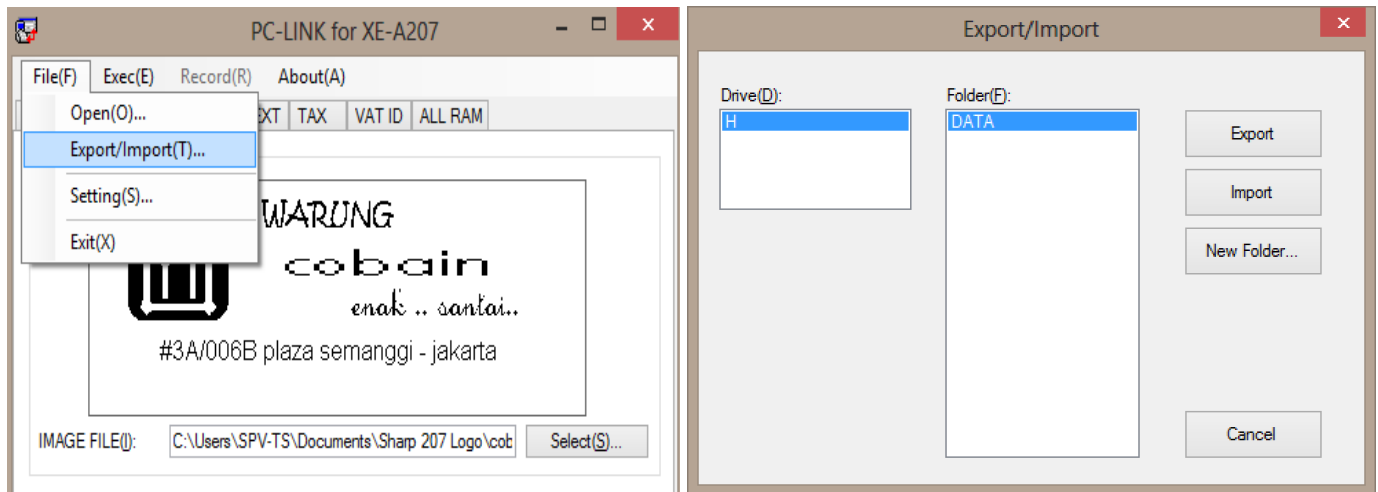 PC-LINK for XE-A207
File(F) Exec(E) Record(R) About(A)
Open(O)...
Export/Import(T)...
Setting(S)...
Exit(X)
TAX VAT ID ALL RAM
WARUNG
cobain
enak .. santai..
#3A/006B plaza semanggi - jakarta
IMAGE FILE(I): C:\Users\SPV-TS\Documents\Sharp 207 Logo\cob Select(S)...
Export/Import
Drive(D): Folder(F):
H DATA
Export
Import
New Folder...
Cancel